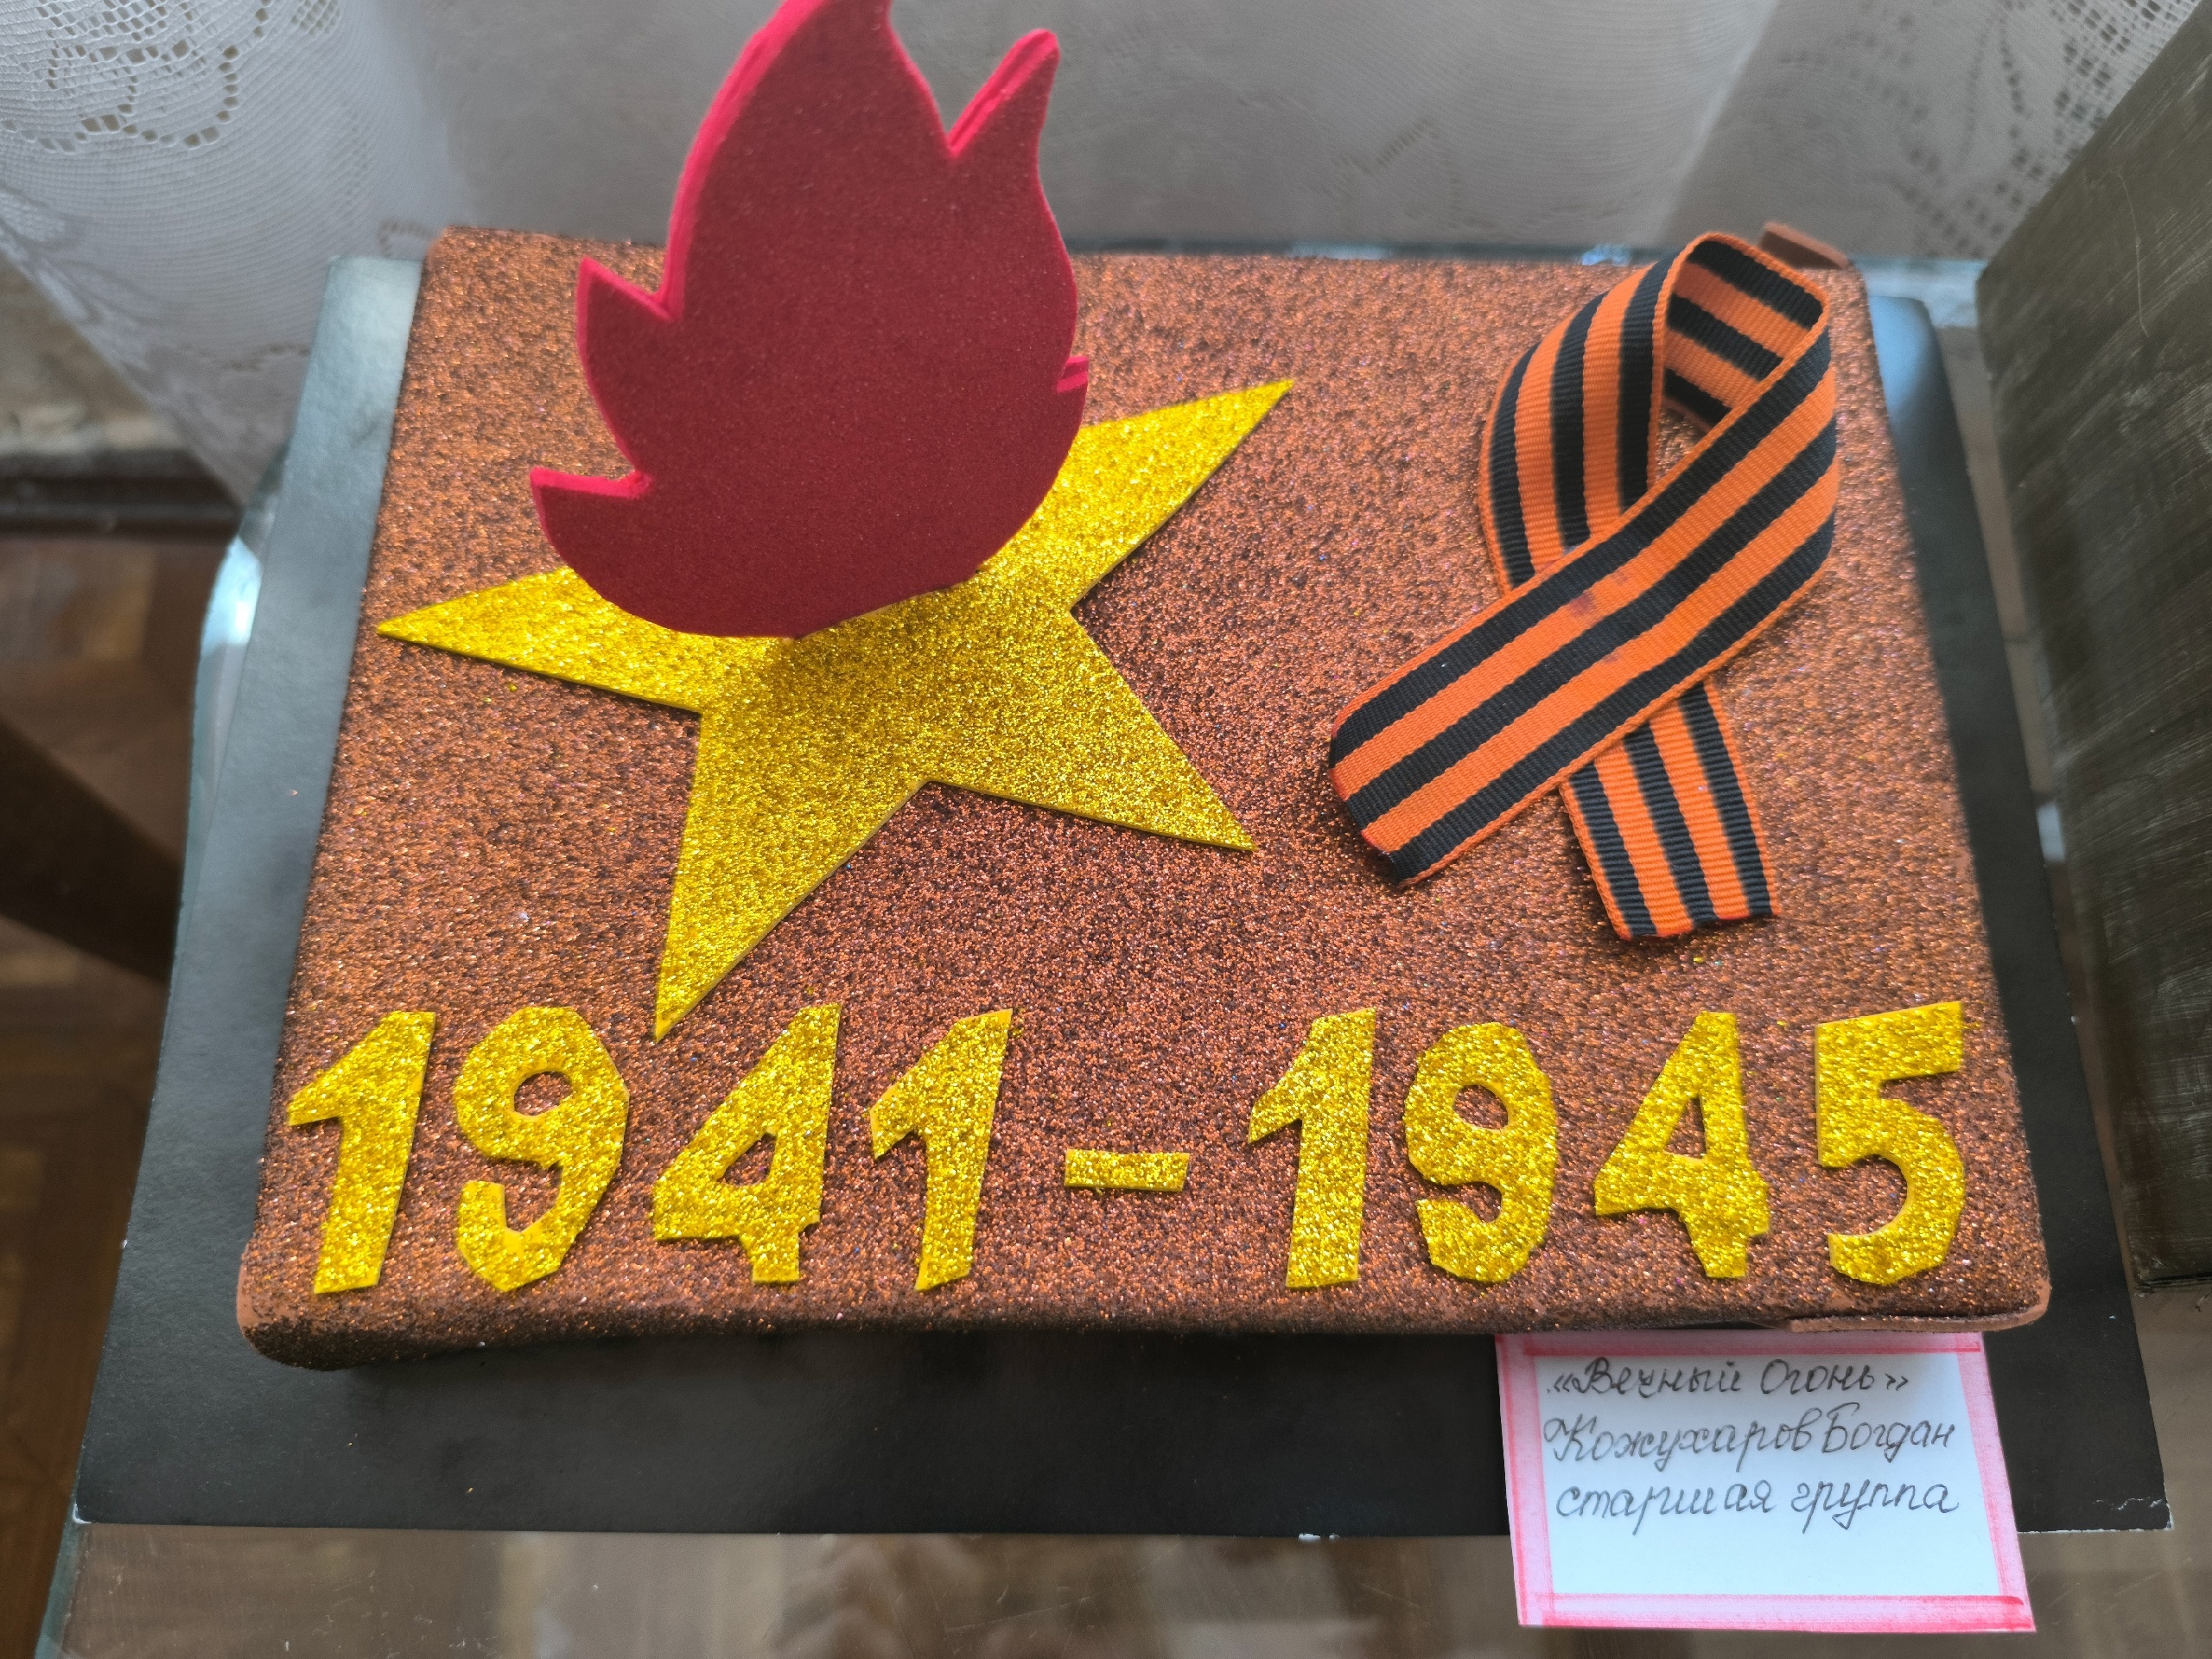 1941-1945
«Вечный Огонь»
Кожухаров Богдан
старшая группа